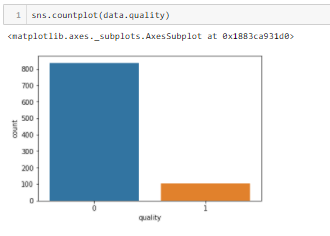 1 sns.countplot(data.quality)
<matplotlib.axes._subplots.AxesSubplot at 0x1883ca931d0>
800
700
600
500
400
300
200
100
0
count
0 1
quality